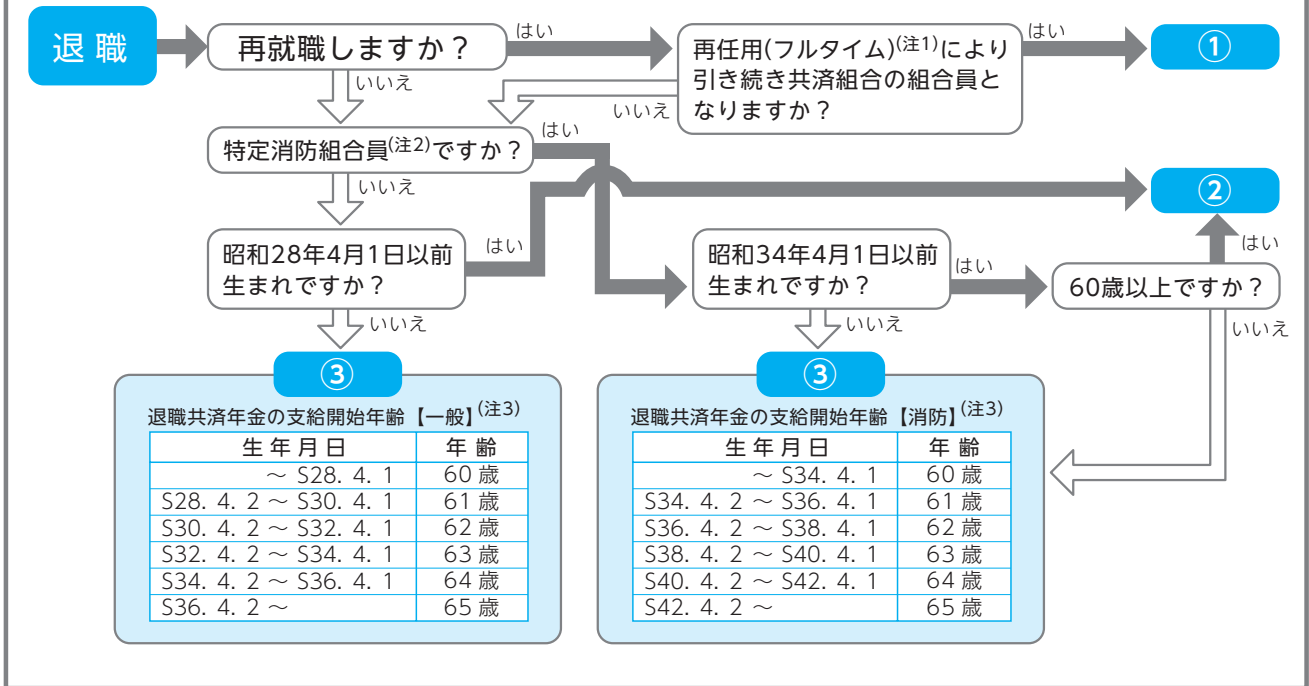 退職
再就職しますか？
はい
再任用(フルタイム)(注1)により
引き続き共済組合の組合員と
なりますか？
はい
①
いいえ
いいえ
特定消防組合員(注2)ですか？
はい
いいえ
②
昭和28年4月1日以前
生まれですか？
はい
昭和34年4月1日以前
生まれですか？
はい
60歳以上ですか？
はい
いいえ
いいえ
いいえ
③
退職共済年金の支給開始年齢【一般】(注3)
生年月日 年齢
～ S28. 4. 1 60歳
S28. 4. 2 ～ S30. 4. 1 61歳
S30. 4. 2 ～ S32. 4. 1 62歳
S32. 4. 2 ～ S34. 4. 1 63歳
S34. 4. 2 ～ S36. 4. 1 64歳
S36. 4. 2 ～ 65歳
③
退職共済年金の支給開始年齢【消防】(注3)
生年月日 年齢
～ S34. 4. 1 60歳
S34. 4. 2 ～ S36. 4. 1 61歳
S36. 4. 2 ～ S38. 4. 1 62歳
S38. 4. 2 ～ S40. 4. 1 63歳
S40. 4. 2 ～ S42. 4. 1 64歳
S42. 4. 2 ～ 65歳